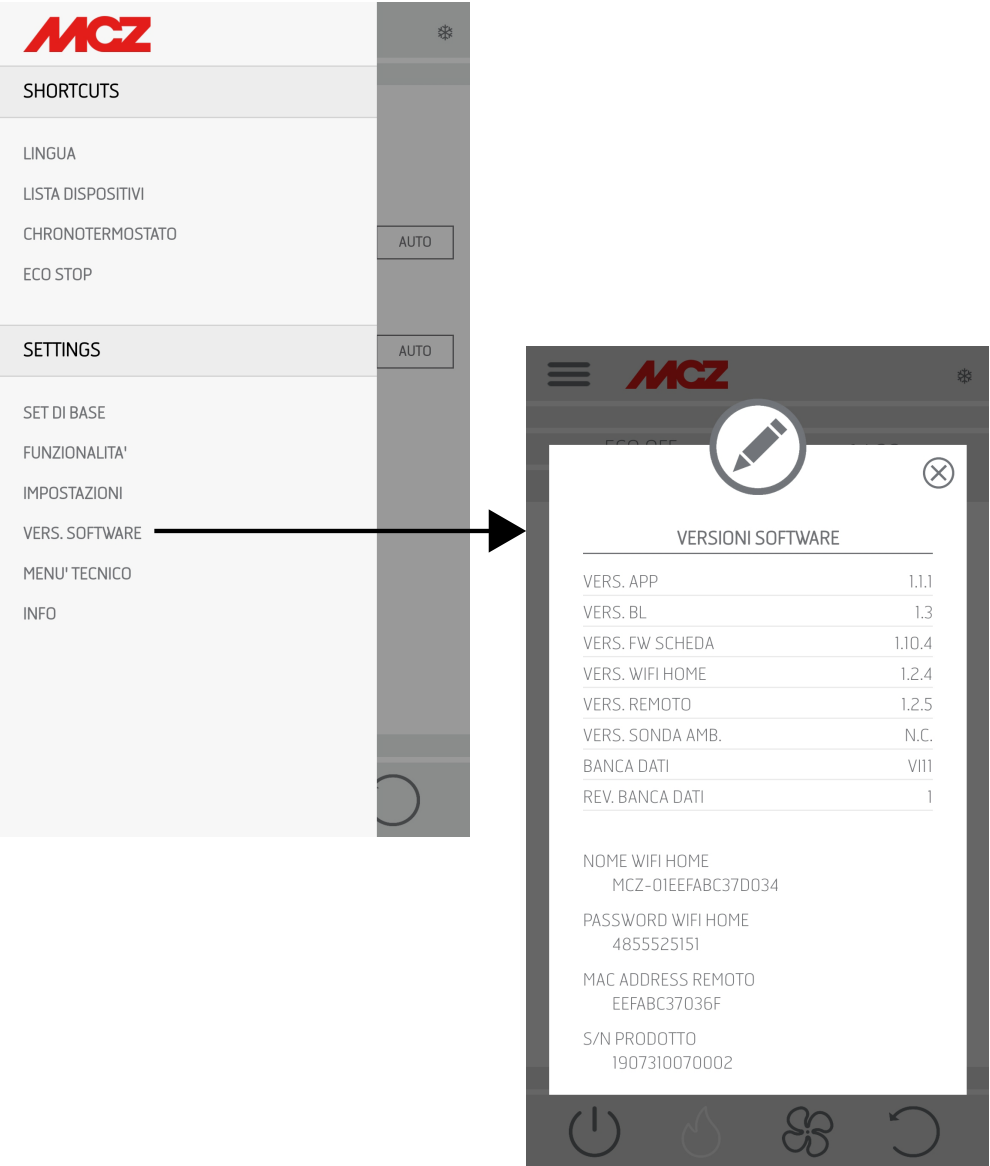 MCZ
SHORTCUTS
LINGUA
LISTA DISPOSITIVI
CHRONOTERMOSTATO
ECO STOP
SETTINGS
SET DI BASE
FUNZIONALITA'
IMPOSTAZIONI
VERS. SOFTWARE
MENU' TECNICO
INFO
AUTO
AUTO
MCZ
ECO OFF
VERSIONI SOFTWARE
VERS. APP 1.1.1
VERS. BL 1.3
VERS. FW SCHEDA 1.10.4
VERS. WIFI HOME 1.2.4
VERS. REMOTO 1.2.5
VERS. SONDA AMB. N.C.
BANCA DATI VI11
REV. BANCA DATI 1
NOME WIFI HOME
MCZ-01EEFABC37D034
PASSWORD WIFI HOME
4855525151
MAC ADDRESS REMOTO
EEFABC37036F
S/N PRODOTTO
1907310070002